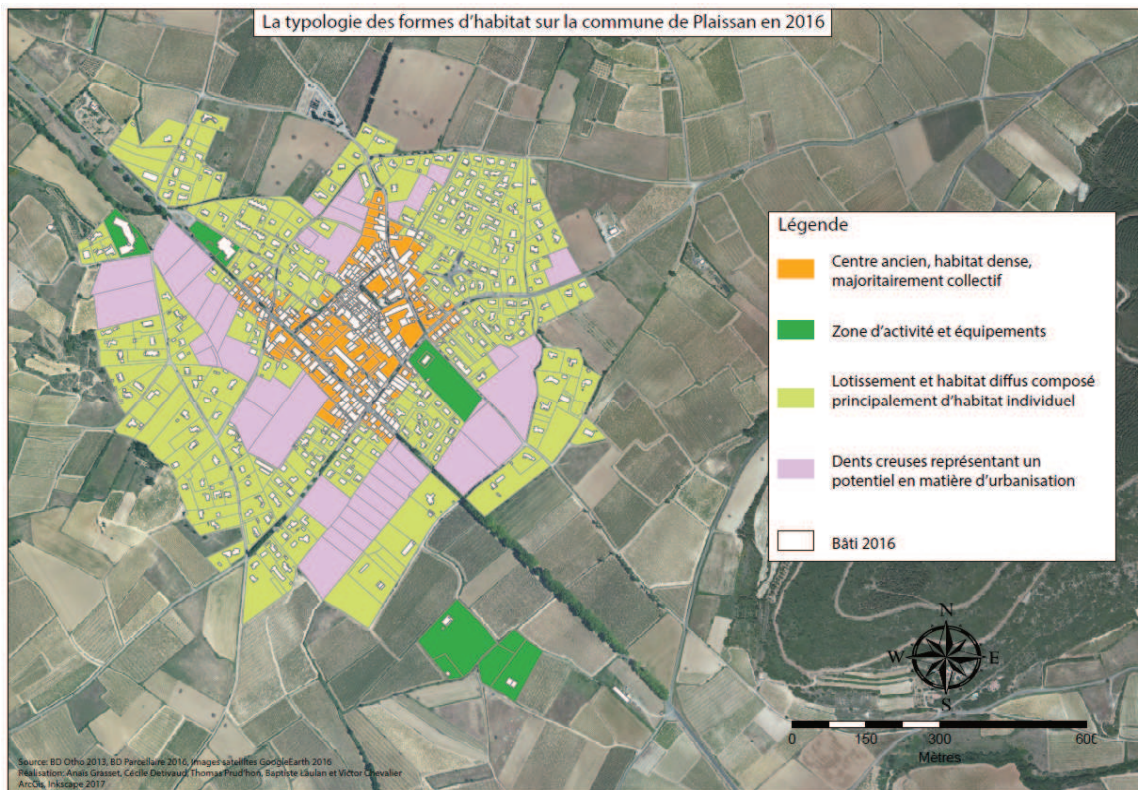 La typologie des formes d'habitat sur la commune de Plaissan en 2016
Légende
Centre ancien, habitat dense,
majoritairement collectif
Zone d'activité et équipements
Lotissement et habitat diffus composé
principalement d'habitat individuel
Dents creuses représentant un
potentiel en matière d'urbanisation
Bâti 2016
N
W
E
S
0 300 600
Mètres
Source: BD Otho 2013, BD Parcellaire 2016, Images satellites GoogleEarth 2016
Réalisation: Anaïs Grasset, Cécile Detivaud, Thomas Prud'hon, Baptiste Laulan et Victor Chevalier
ArcGis, Inkscape 2017